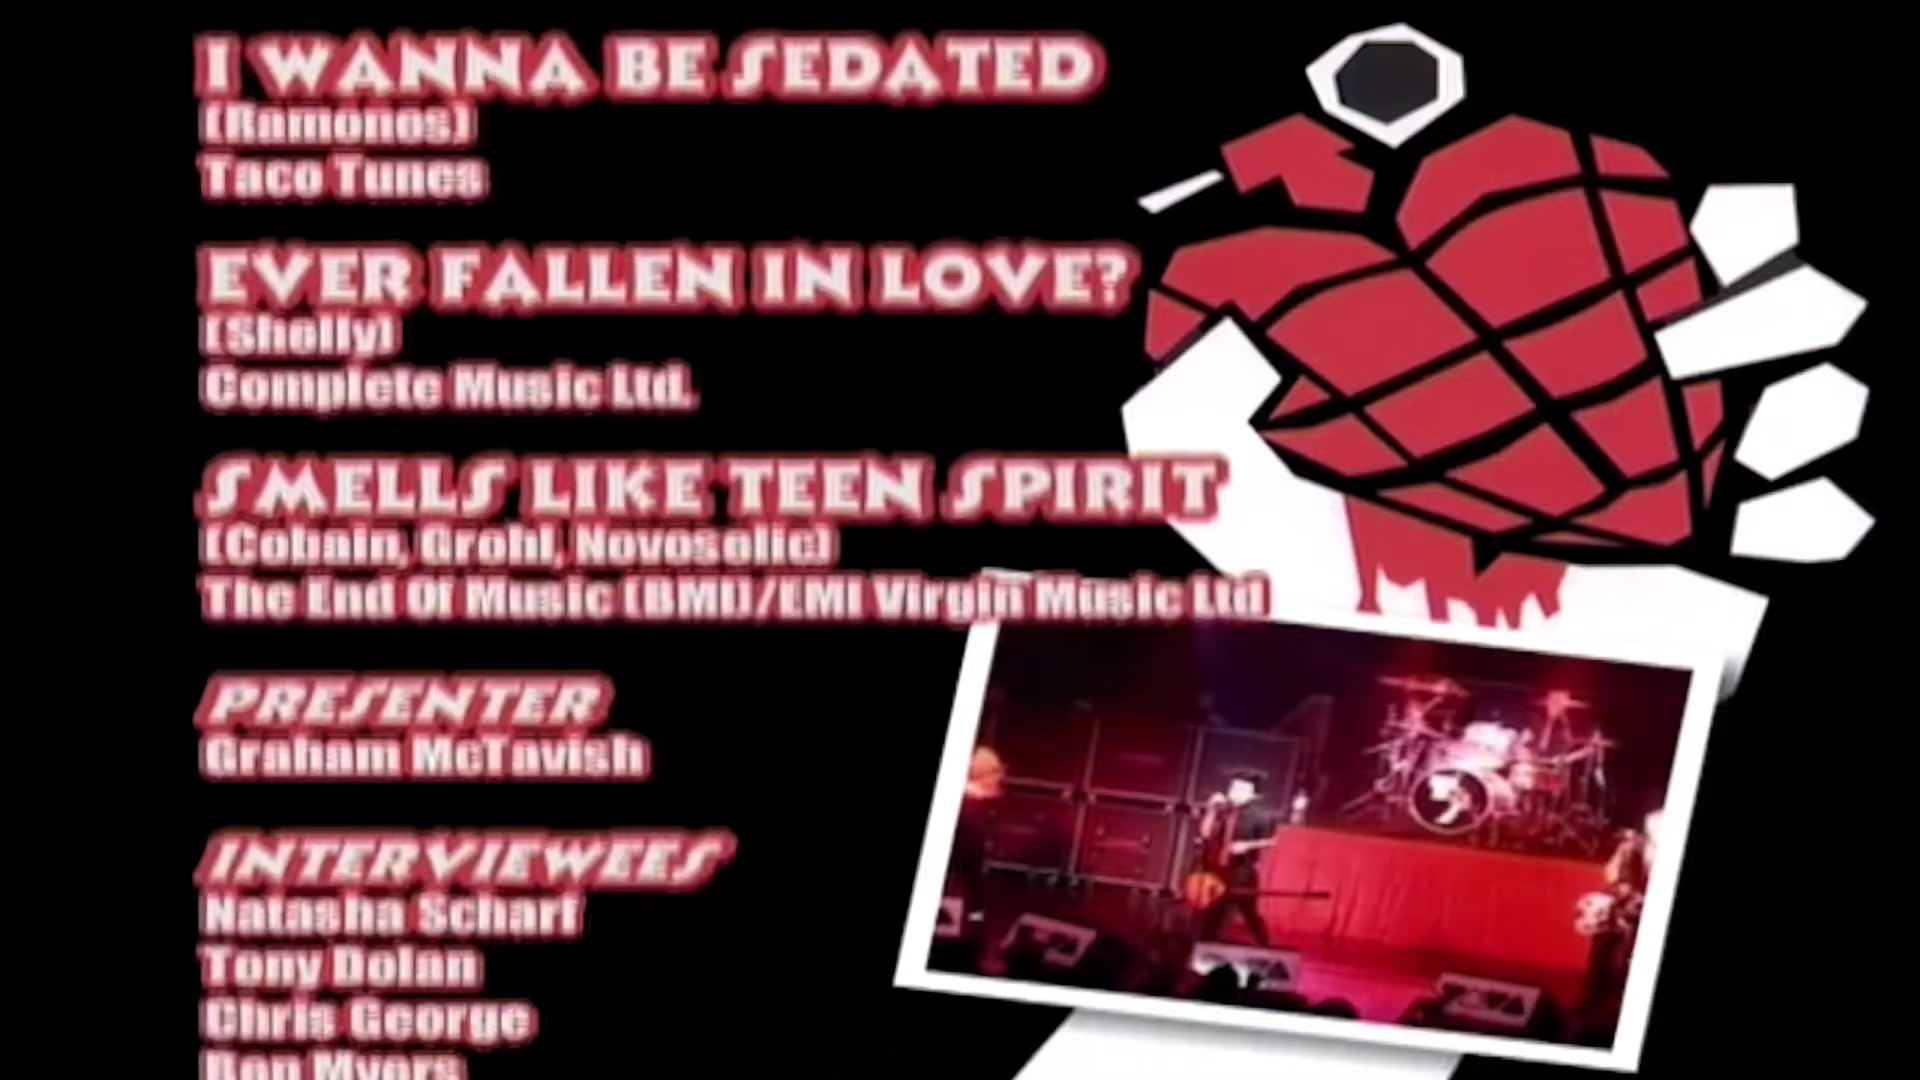 I WANNA BE SEDATED
(Ramones)
Taco Tunes
EVER FALLEN IN LOVE?
(Shelly)
Complete Music Ltd.
SMELLS LIKE TEEN SPIRIT
(Cobain, Grohl, Novoselic)
The End Of Music (BMI)/EMI Virgin Music Ltd
PRESENTER
Graham McTavish
INTERVIEWEES
Natasha Scharf
Tony Dolan
Chris George
Ben Myers